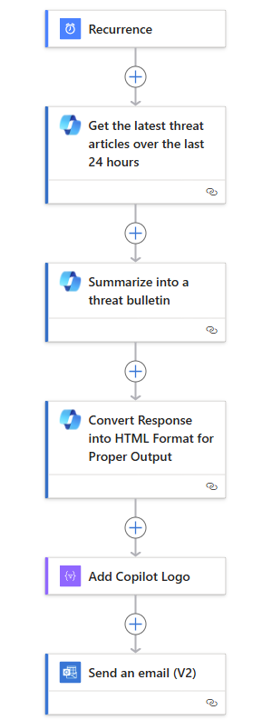 Recurrence
Get the latest threat
articles over the last
24 hours
Summarize into a
threat bulletin
Convert Response
into HTML Format for
Proper Output
Add Copilot Logo
Send an email (V2)